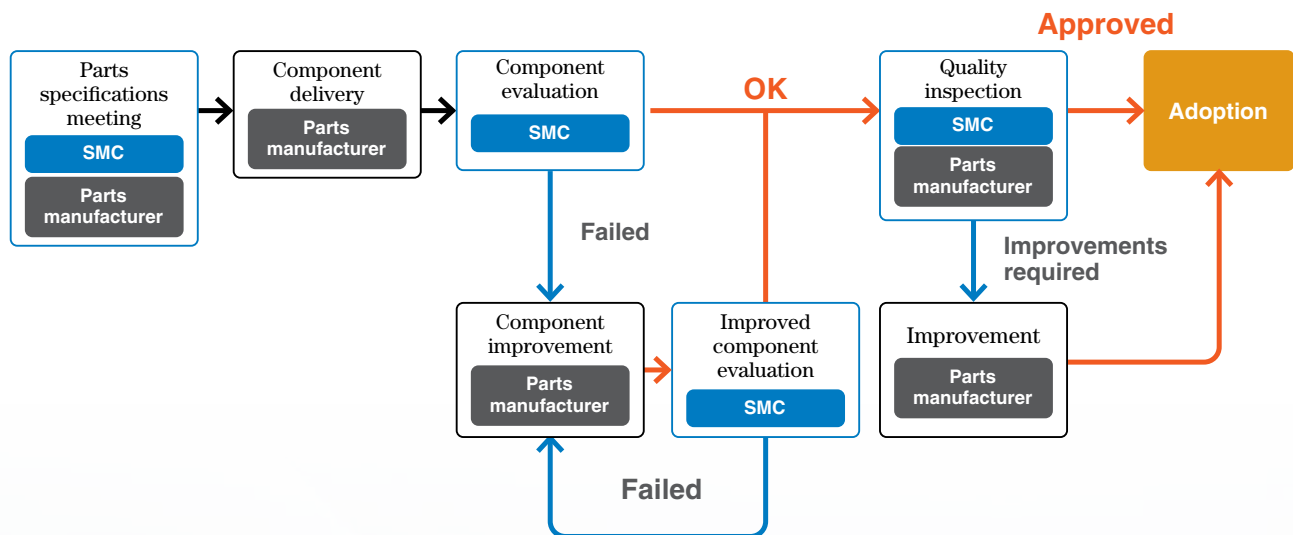 Approved
Parts
specifications
meeting
SMC
Parts
manufacturer
Component
delivery
Parts
manufacturer
Component
evaluation
SMC
OK
Quality
inspection
SMC
Parts
manufacturer
Adoption
Failed
Improvements
required
Component
improvement
Parts
manufacturer
Improved
component
evaluation
SMC
Improvement
Parts
manufacturer
Failed